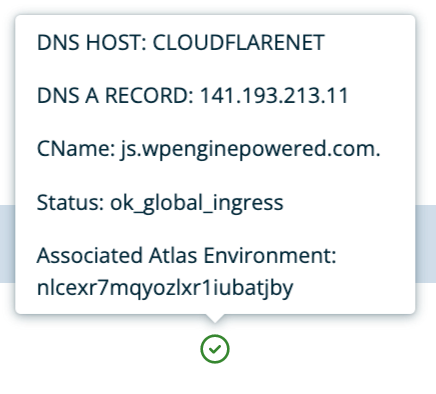 DNS HOST: CLOUDFLARENET
DNS A RECORD: 141.193.213.11
CName: js.wpenginepowered.com.
Status: ok_global_ingress
Associated Atlas Environment:
nlcexr7mqyozlxr1iubatjby